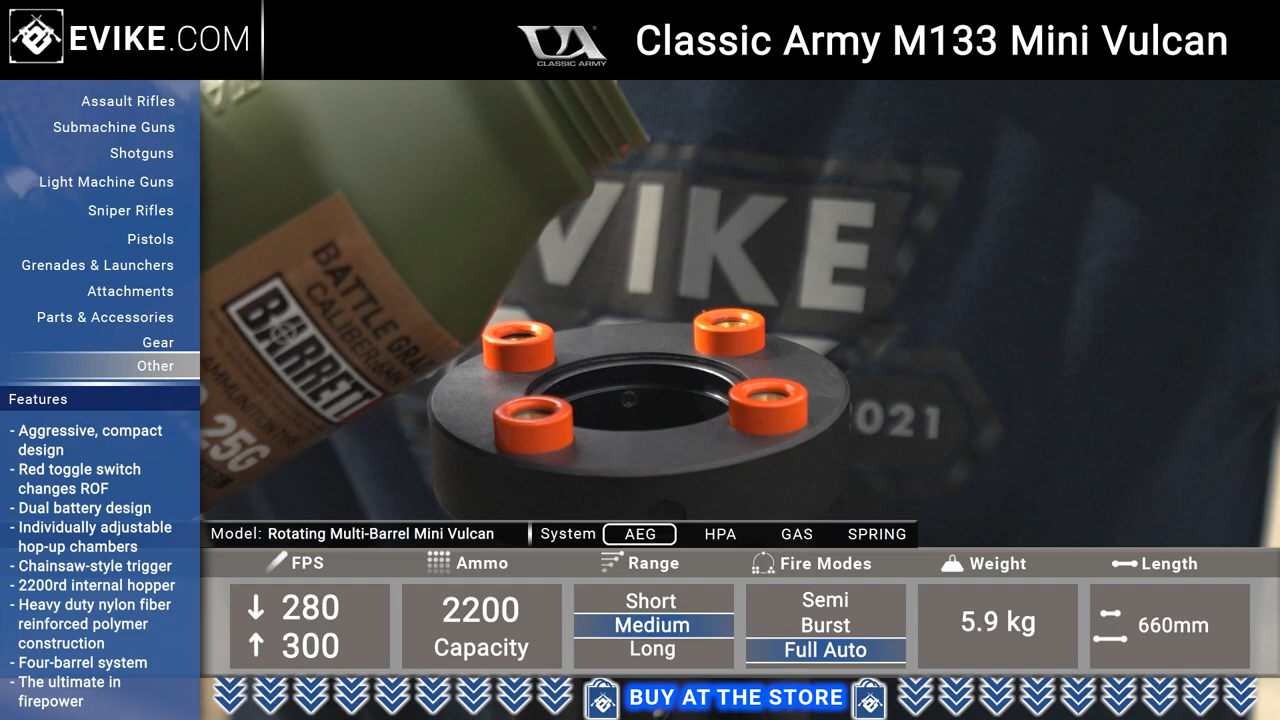 EVIKE.COM
CLASSIC ARMY
Classic Army M133 Mini Vulcan
Assault Rifles
Submachine Guns
Shotguns
Light Machine Guns
Sniper Rifles
Pistols
Grenades & Launchers
Attachments
Parts & Accessories
Gear
Other
Features
- Aggressive, compact
design
- Red toggle switch
changes ROF
- Dual battery design
- Individually adjustable
hop-up chambers
- Chainsaw-style trigger
- 2200rd internal hopper
- Heavy duty nylon fiber
reinforced polymer
construction
- Four-barrel system
- The ultimate in
firepower
BATTLE GRA
CALIBER
BARRETT
AMMUNITION
.25G
VIKE
2021
Model: Rotating Multi-Barrel Mini Vulcan
System AEG HPA GAS SPRING
FPS Ammo Range Fire Modes Weight Length
280
300
2200
Capacity
Short
Medium
Long
Semi
Burst
Full Auto
5.9 kg
660mm
BUY AT THE STORE